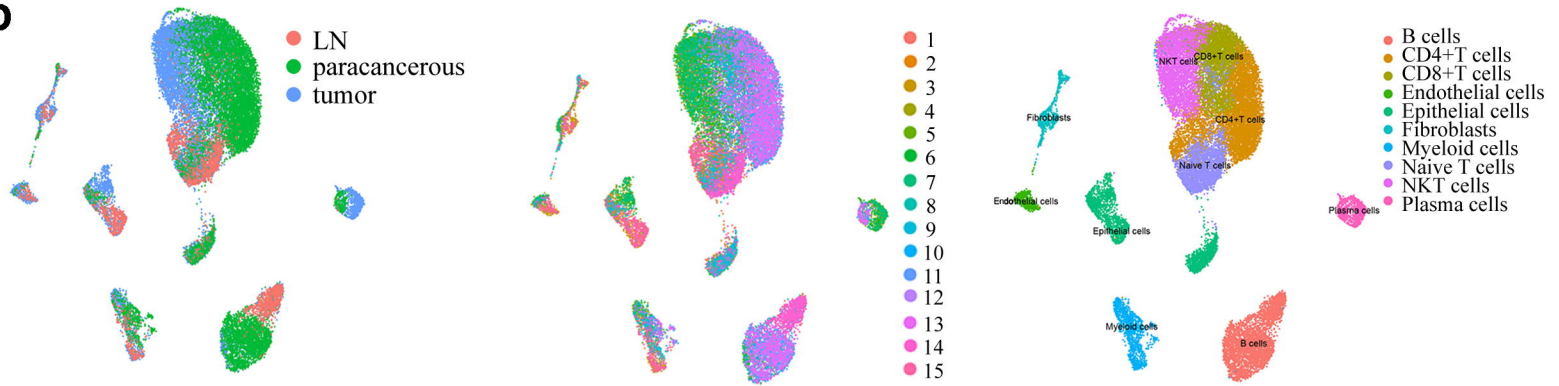 LN
paracancerous
tumor
1
2
3
4
5
6
7
8
9
10
11
12
13
14
15
NKT cells
CD8+T cells
CD4+T cells
Naive T cells
Fibroblasts
Endothelial cells
Epithelial cells
Plasma cells
Myeloid cells
B cells
B cells
CD4+T cells
CD8+T cells
Endothelial cells
Epithelial cells
Fibroblasts
Myeloid cells
Naive T cells
NKT cells
Plasma cells